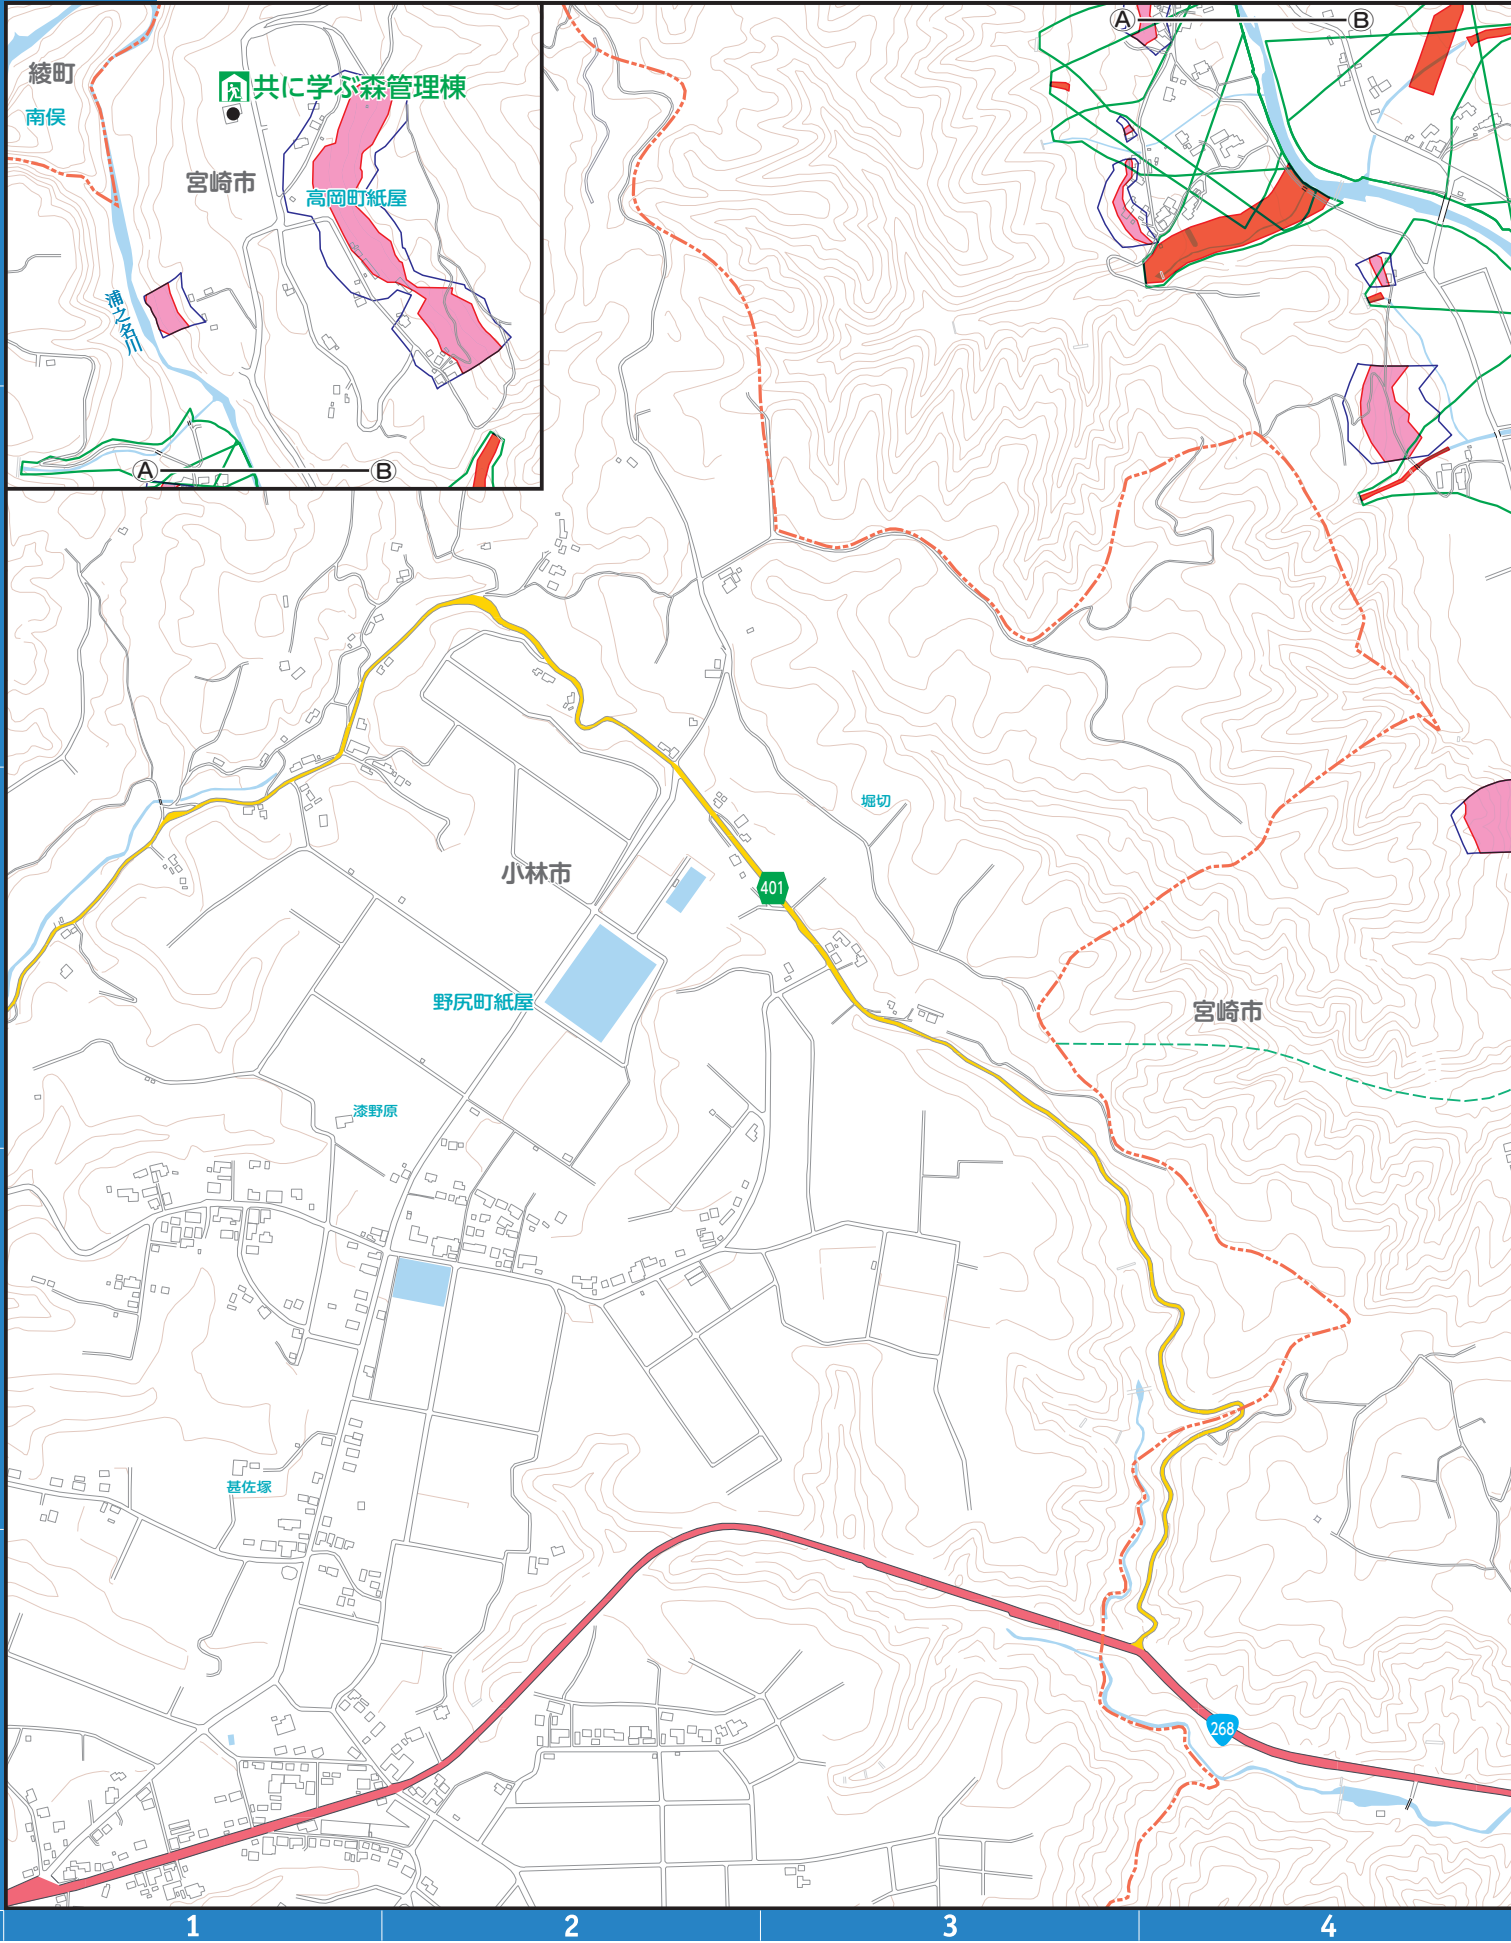 綾町
南俣
共に学ぶ森管理棟
宮崎市
高岡町紙屋
浦之名川
A B
A B
堀切
小林市
401
野尻町紙屋
宮崎市
漆野原
甚佐塚
268
1 2 3 4